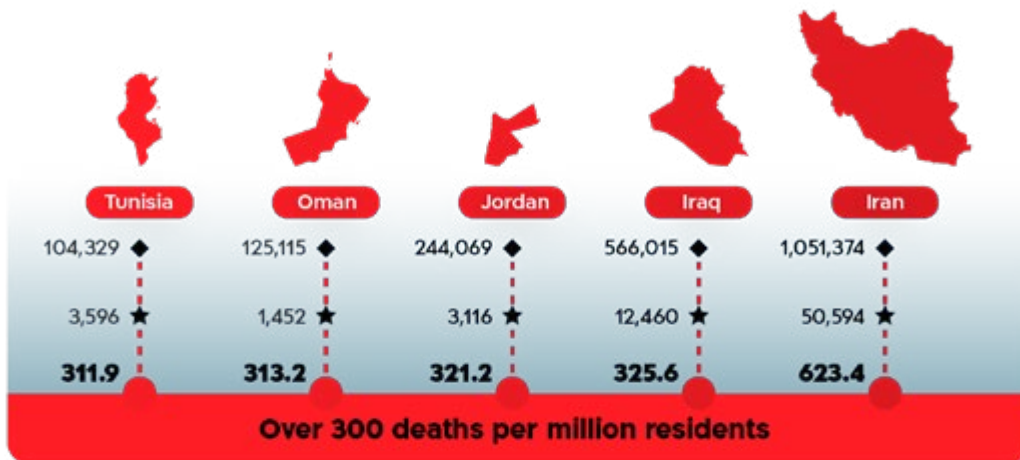 Tunisia Oman Jordan Iraq Iran
104,329 125,115 244,069 566,015 1,051,374
3,596 1,452 3,116 12,460 50,594
311.9 313.2 321.2 325.6 623.4
Over 300 deaths per million residents